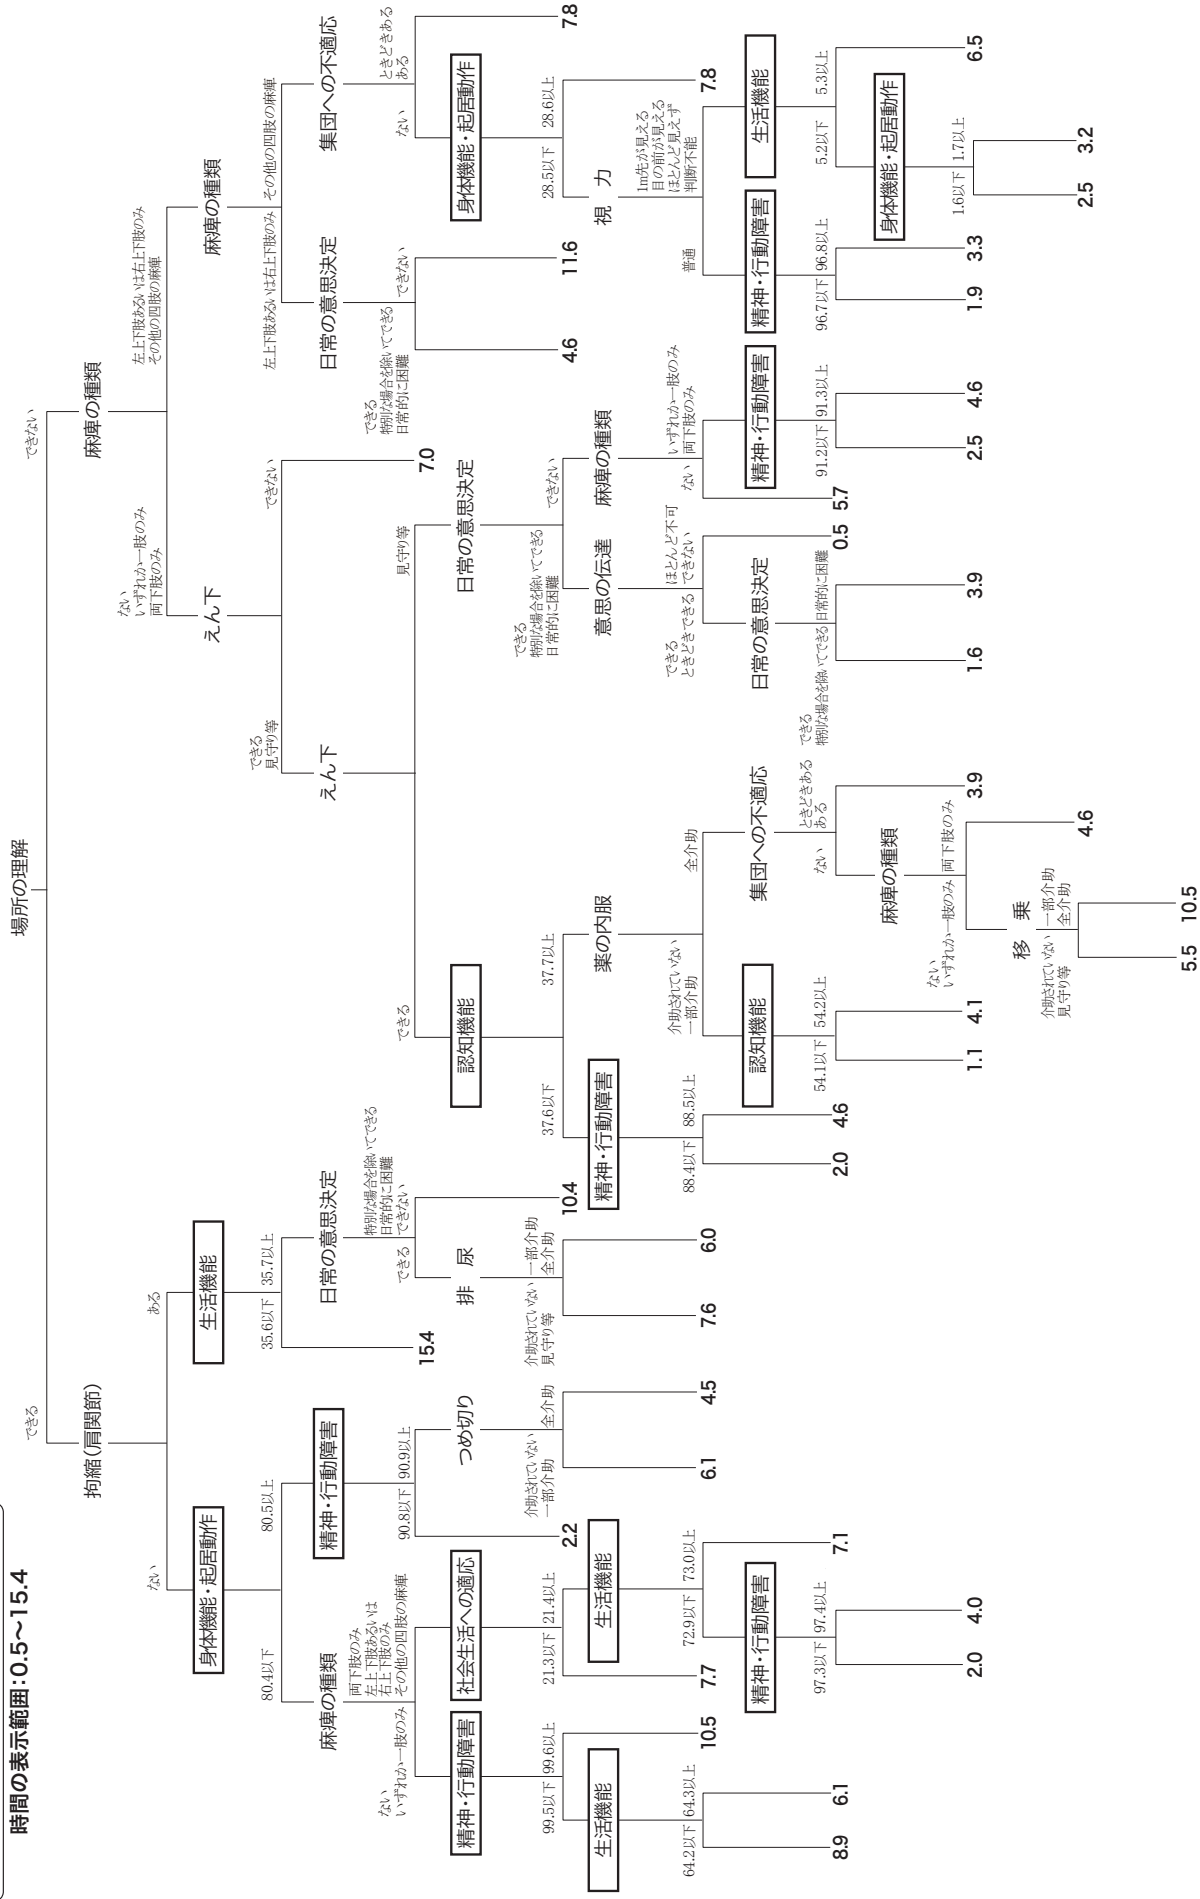 時間の表示範囲：0.5～15.4
場所の理解
できる
できない
拘縮（肩関節）
ない
ある
身体機能・起居動作
80.4以下
80.5以上
麻痺の種類
ない
いずれか一肢のみ
両下肢のみ
左上下肢あるいは
右上下肢のみ
その他の四肢の麻痺
精神・行動障害
99.5以下
99.6以上
生活機能
64.2以下
64.3以上
8.9
6.1
10.5
社会生活への適応
21.3以下
21.4以上
7.7
生活機能
72.9以下
73.0以上
精神・行動障害
97.3以下
97.4以上
2.0
4.0
7.1
精神・行動障害
90.8以下
90.9以上
2.2
つめ切り
介助されていない
一部介助
全介助
6.1
4.5
生活機能
35.6以下
35.7以上
15.4
日常の意思決定
できる
特別な場合を除いてできる
日常的に困難
できない
排 尿
介助されていない
見守り等
一部介助
全介助
7.6
6.0
10.4
麻痺の種類
ない
いずれか一肢のみ
両下肢のみ
左上下肢あるいは右上下肢のみ
その他の四肢の麻痺
えん下
できる
見守り等
できない
7.0
えん下
できる
見守り等
認知機能
37.6以下
37.7以上
精神・行動障害
88.4以下
88.5以上
2.0
4.6
薬の内服
介助されていない
一部介助
全介助
認知機能
54.1以下
54.2以上
1.1
4.1
集団への不適応
ない
ときどきある
ある
3.9
麻痺の種類
ない
いずれか一肢のみ
両下肢のみ
4.6
移 乗
介助されていない
見守り等
一部介助
全介助
5.5
10.5
日常の意思決定
できる
特別な場合を除いてできる
日常的に困難
できない
意思の伝達
できる
ときどきできる
ほとんど不可
できない
0.5
日常の意思決定
できる
特別な場合を除いてできる
日常的に困難
1.6
3.9
麻痺の種類
ない
いずれか一肢のみ
両下肢のみ
5.7
精神・行動障害
91.2以下
91.3以上
2.5
4.6
麻痺の種類
左上下肢あるいは右上下肢のみ
その他の四肢の麻痺
日常の意思決定
できる
特別な場合を除いてできる
日常的に困難
できない
4.6
11.6
集団への不適応
ない
ときどきある
ある
7.8
身体機能・起居動作
28.5以下
28.6以上
7.8
視 力
普通
1m先が見える
目の前が見える
ほとんど見えず
判断不能
精神・行動障害
96.7以下
96.8以上
1.9
3.3
生活機能
5.2以下
5.3以上
6.5
身体機能・起居動作
1.6以下
1.7以上
2.5
3.2